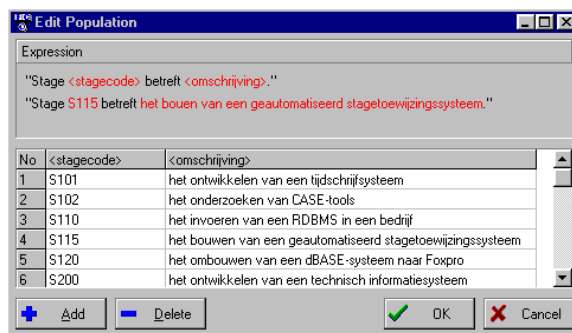 Edit Population
Expression
"Stage <stagecode> betreft <omschrijving>."
"Stage S115 betreft het bouen van een geautomatiseerd stagetoewijzingssysteem."
No <stagecode> <omschrijving>
1 S101 het ontwikkelen van een tijdschrijfsysteem
2 S102 het onderzoeken van CASE-tools
3 S110 het invoeren van een RDBMS in een bedrijf
4 S115 het bouwen van een geautomatiseerd stagetoewijzingssysteem
5 S120 het ombouwen van een dBASE-systeem naar Foxpro
6 S200 het ontwikkelen van een technisch informatiesysteem
Add Delete OK Cancel